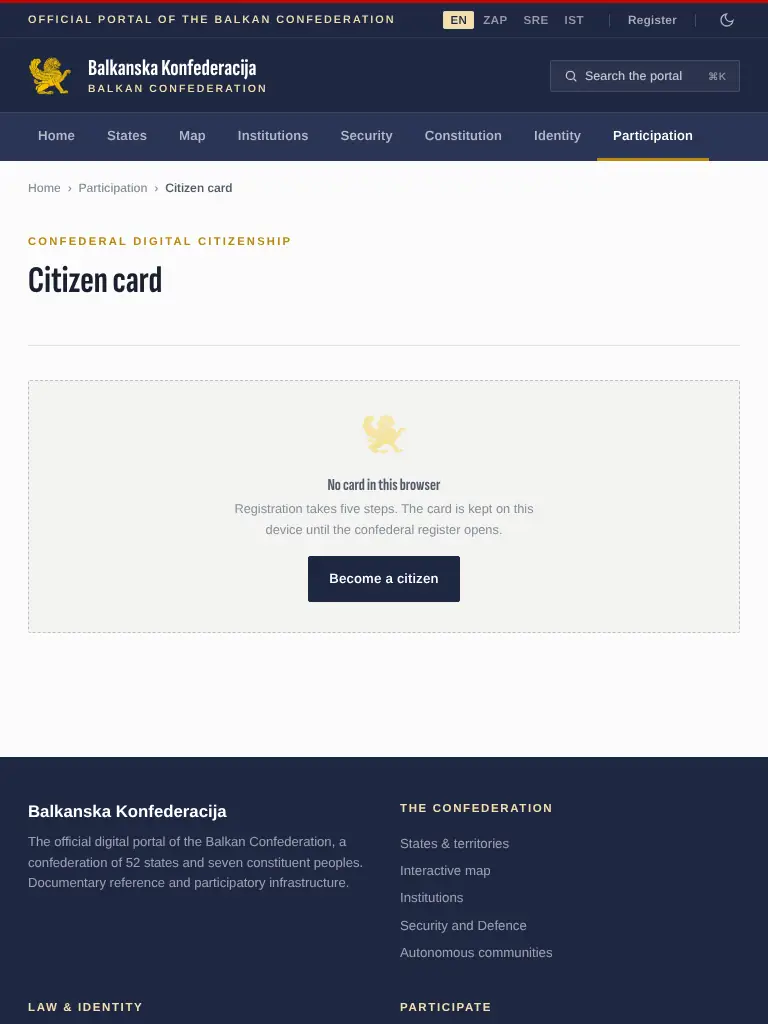 OFFICIAL PORTAL OF THE BALKAN CONFEDERATION
EN ZAP SRE IST Register
Balkanska Konfederacija
BALKAN CONFEDERATION
Search the portal ⌘K
Home States Map Institutions Security Constitution Identity Participation
Home › Participation › Citizen card
CONFEDERAL DIGITAL CITIZENSHIP
Citizen card
No card in this browser
Registration takes five steps. The card is kept on this
device until the confederal register opens.
Become a citizen
Balkanska Konfederacija
The official digital portal of the Balkan Confederation, a
confederation of 52 states and seven constituent peoples.
Documentary reference and participatory infrastructure.
THE CONFEDERATION
States & territories
Interactive map
Institutions
Security and Defence
Autonomous communities
LAW & IDENTITY
PARTICIPATE